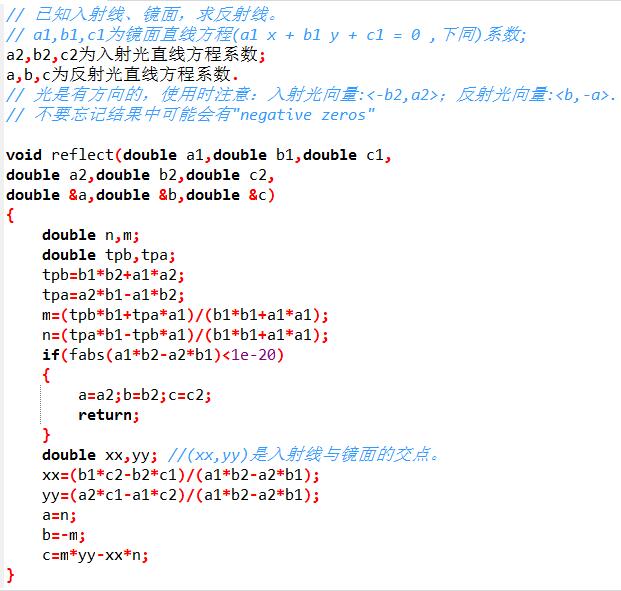 // 已知入射线、镜面，求反射线。
// a1,b1,c1为镜面直线方程(a1 x + b1 y + c1 = 0 ,下同)系数;
a2,b2,c2为入射光直线方程系数;
a,b,c为反射光直线方程系数.
// 光是有方向的，使用时注意：入射光向量:<-b2,a2>；反射光向量:<b,-a>.
// 不要忘记结果中可能会有"negative zeros"
void reflect(double a1,double b1,double c1,
double a2,double b2,double c2,
double &a,double &b,double &c)
{
double n,m;
double tpb,tpa;
tpb=b1*b2+a1*a2;
tpa=a2*b1-a1*b2;
m=(tpb*b1+tpa*a1)/(b1*b1+a1*a1);
n=(tpa*b1-tpb*a1)/(b1*b1+a1*a1);
if(fabs(a1*b2-a2*b1)<1e-20)
{
a=a2;b=b2;c=c2;
return;
}
double xx,yy; //(xx,yy)是入射线与镜面的交点。
xx=(b1*c2-b2*c1)/(a1*b2-a2*b1);
yy=(a2*c1-a1*c2)/(a1*b2-a2*b1);
a=n;
b=-m;
c=m*yy-xx*n;
}